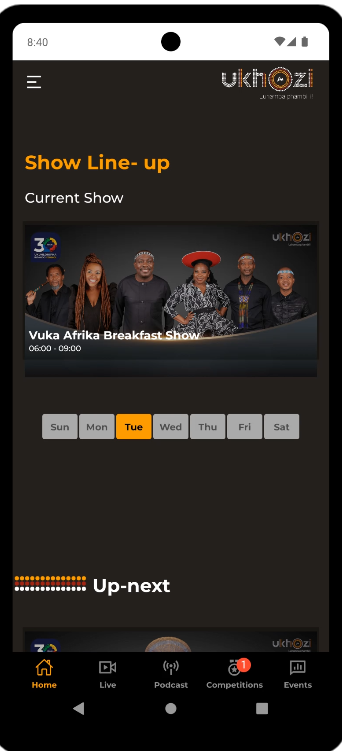 8:40
ukhozi
Show Line- up
Current Show
30
ukhozi
Vuka Afrika Breakfast Show
06:00 - 09:00
Sun Mon Tue Wed Thu Fri Sat
Up-next
ukhozi
1
Home Live Podcast Competitions Events